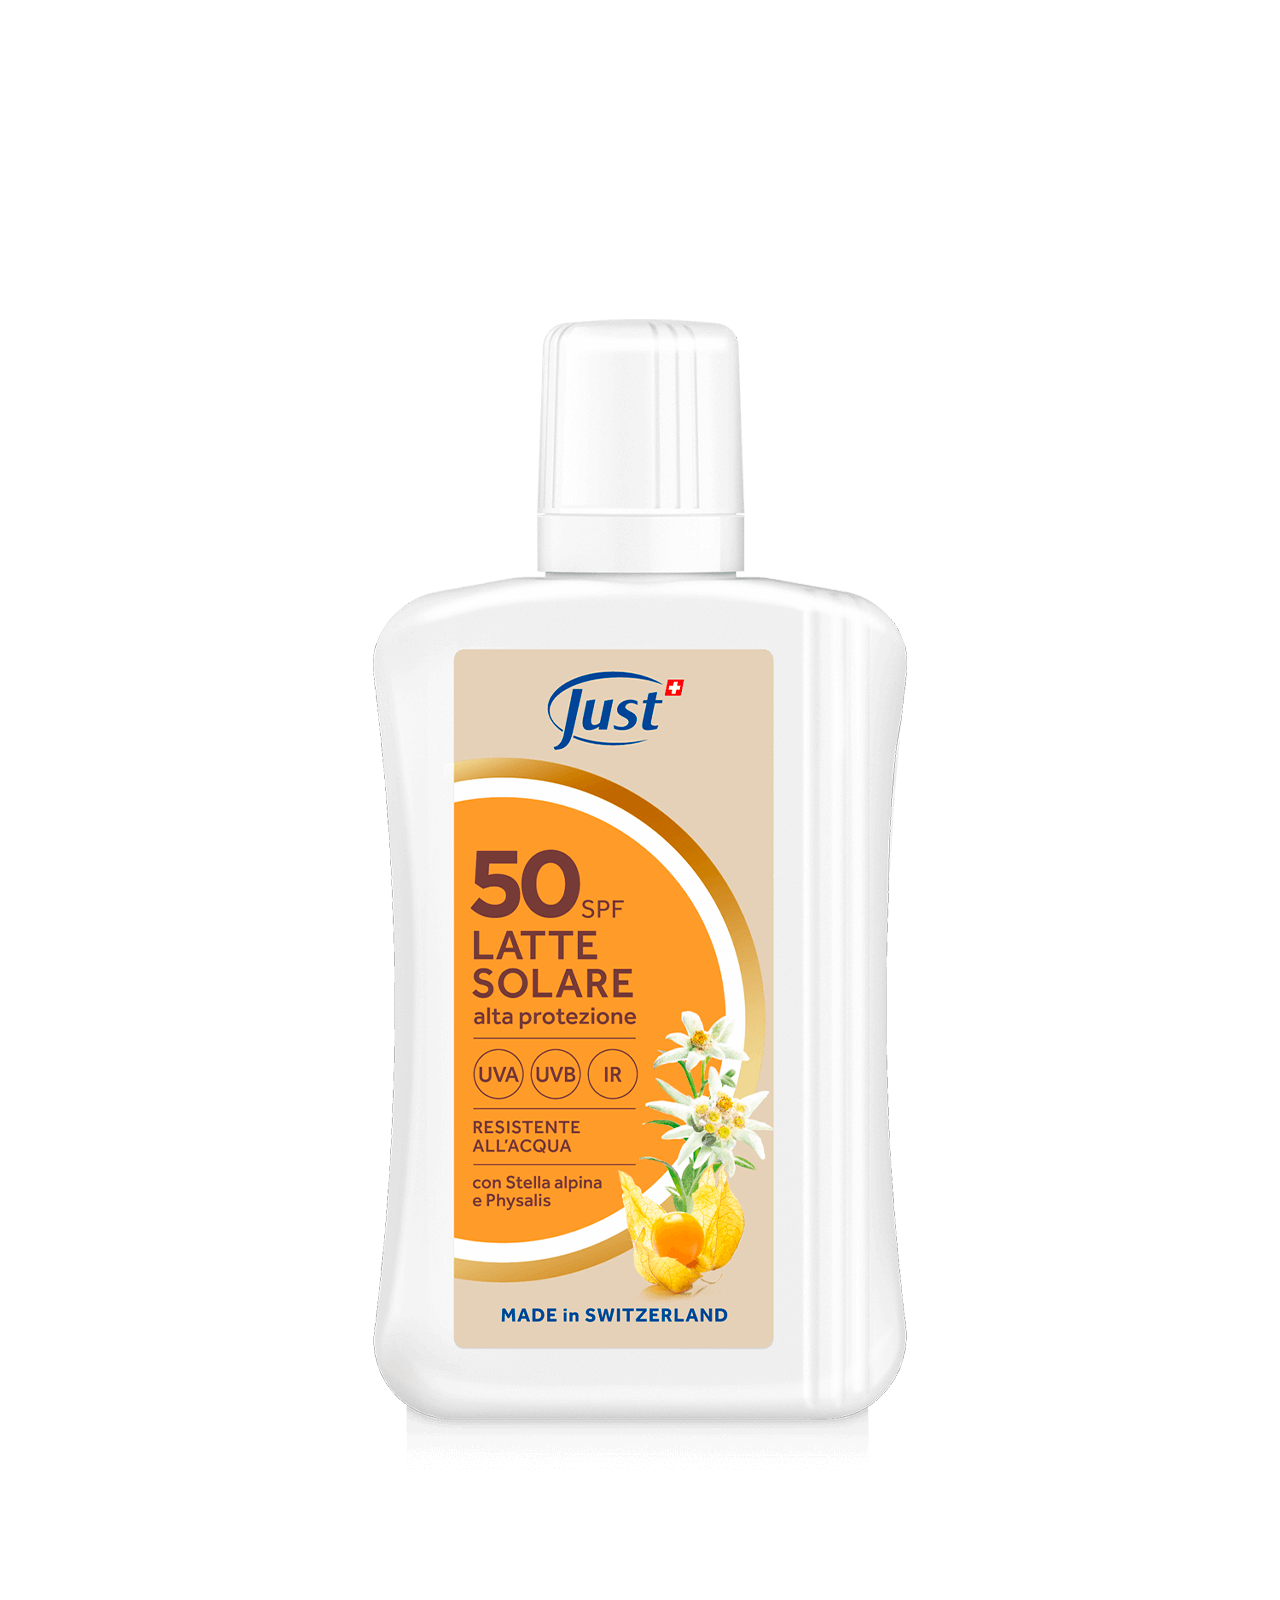 Just
50 SPF
LATTE
SOLARE
alta protezione
UVA UVB IR
RESISTENTE
ALL'ACQUA
con Stella alpina
e Physalis
MADE in SWITZERLAND